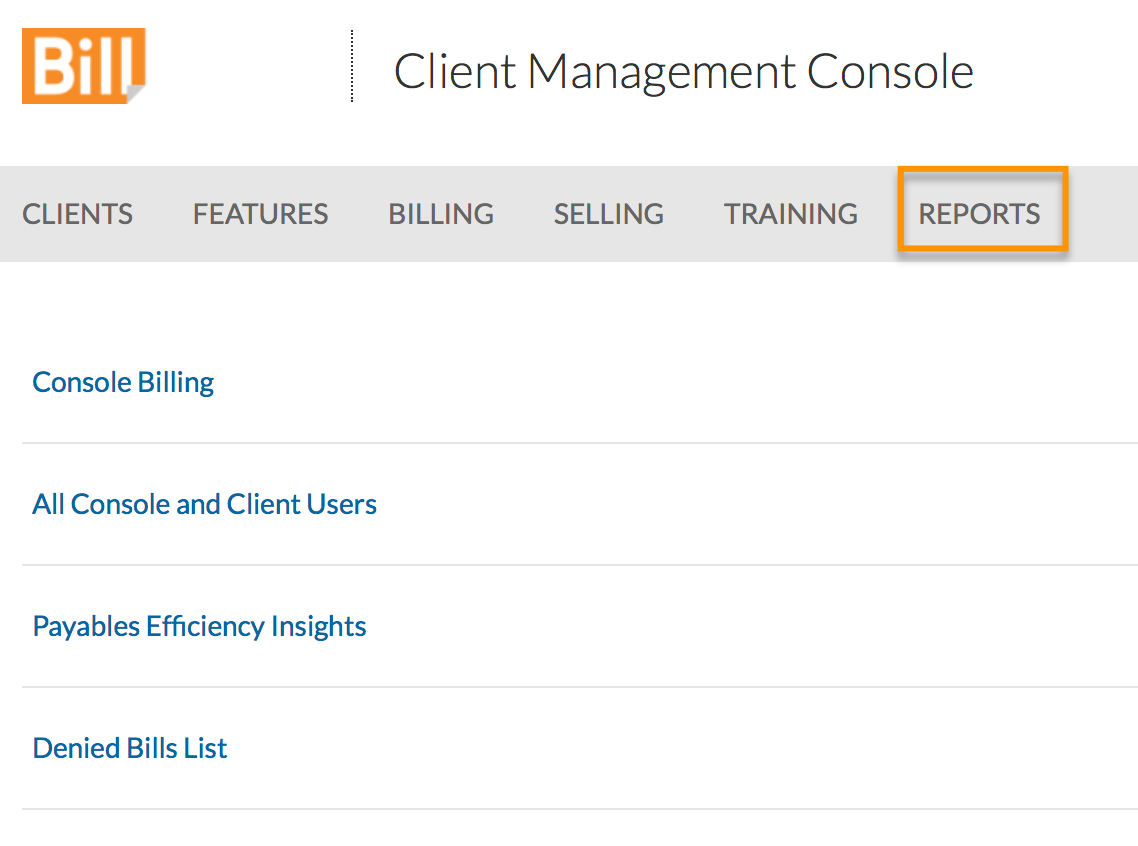 Bill
Client Management Console
CLIENTS FEATURES BILLING SELLING TRAINING REPORTS
Console Billing
All Console and Client Users
Payables Efficiency Insights
Denied Bills List